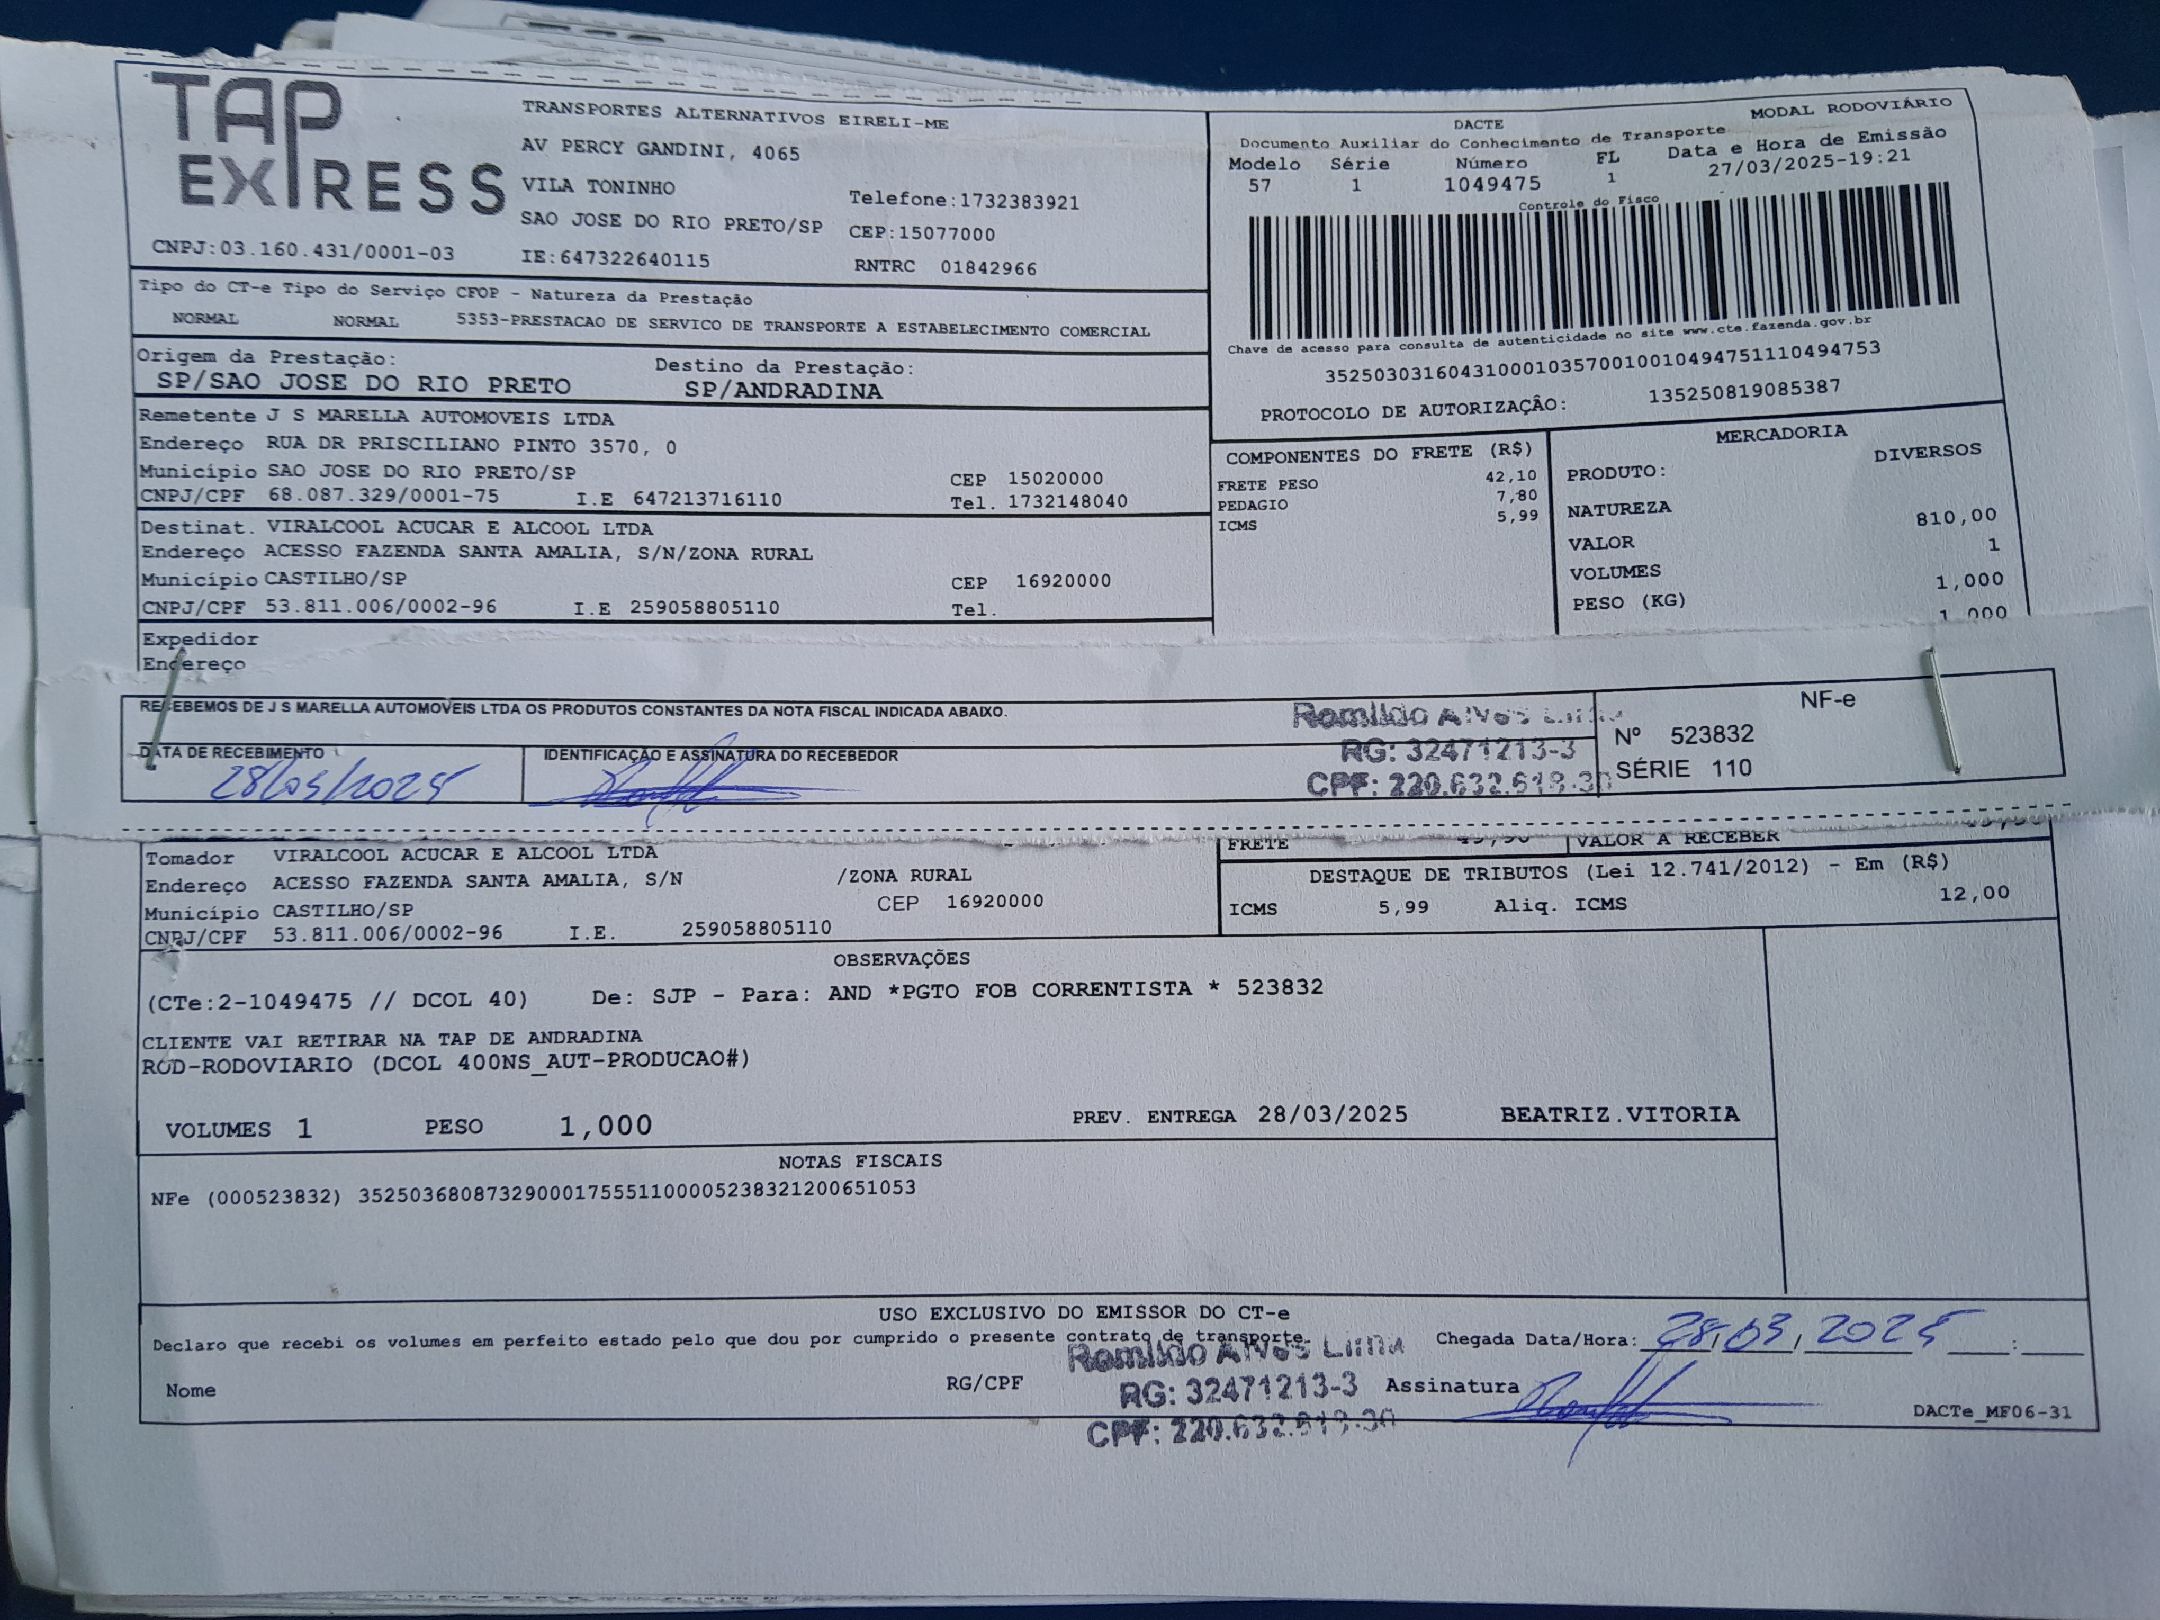 TAP EXPRESS
TRANSPORTES ALTERNATIVOS EIRELI-ME
AV PERCY GANDINI, 4065
VILA TONINHO
Telefone:1732383921
SAO JOSE DO RIO PRETO/SP CEP:15077000
CNPJ:03.160.431/0001-03 IE:647322640115 RNTRC 01842966
DACTE MODAL RODOVIÁRIO
Documento Auxiliar do Conhecimento de Transporte
Modelo Série Número FL Data e Hora de Emissão
57 1 1049475 1 27/03/2025-19:21
Controle do Fisco
Chave de acesso para consulta de autenticidade no site www.cte.fazenda.gov.br
35250303160431000103570010010494751110494753
PROTOCOLO DE AUTORIZAÇÃO: 135250819085387
Tipo do CT-e Tipo do Serviço CFOP - Natureza da Prestação
NORMAL NORMAL 5353-PRESTACAO DE SERVICO DE TRANSPORTE A ESTABELECIMENTO COMERCIAL
Origem da Prestação: Destino da Prestação:
SP/SAO JOSE DO RIO PRETO SP/ANDRADINA
Remetente J S MARELLA AUTOMOVEIS LTDA
Endereço RUA DR PRISCILIANO PINTO 3570, 0
Município SAO JOSE DO RIO PRETO/SP CEP 15020000
CNPJ/CPF 68.087.329/0001-75 I.E 647213716110 Tel. 1732148040
Destinat. VIRALCOOL ACUCAR E ALCOOL LTDA
Endereço ACESSO FAZENDA SANTA AMALIA, S/N/ZONA RURAL
Município CASTILHO/SP CEP 16920000
CNPJ/CPF 53.811.006/0002-96 I.E 259058805110 Tel.
Expedidor
Endereço
COMPONENTES DO FRETE (R$)
FRETE PESO 42,10
PEDAGIO 7,80
ICMS 5,99
MERCADORIA
PRODUTO: DIVERSOS
NATUREZA
VALOR 810,00
VOLUMES 1
PESO (KG) 1,000
1,000
RECEBEMOS DE J S MARELLA AUTOMOVEIS LTDA OS PRODUTOS CONSTANTES DA NOTA FISCAL INDICADA ABAIXO.
DATA DE RECEBIMENTO IDENTIFICAÇÃO E ASSINATURA DO RECEBEDOR
28/03/2025
Romildo Alves Lima
RG: 32471213-3
CPF: 220.632.618-30
NF-e
Nº 523832
SÉRIE 110
Tomador VIRALCOOL ACUCAR E ALCOOL LTDA
Endereço ACESSO FAZENDA SANTA AMALIA, S/N /ZONA RURAL
Município CASTILHO/SP CEP 16920000
CNPJ/CPF 53.811.006/0002-96 I.E. 259058805110
FRETE VALOR A RECEBER
DESTAQUE DE TRIBUTOS (Lei 12.741/2012) - Em (R$)
ICMS 5,99 Aliq. ICMS 12,00
OBSERVAÇÕES
(CTe:2-1049475 // DCOL 40) De: SJP - Para: AND *PGTO FOB CORRENTISTA * 523832
CLIENTE VAI RETIRAR NA TAP DE ANDRADINA
ROD-RODOVIARIO (DCOL 400NS_AUT-PRODUCAO#)
VOLUMES 1 PESO 1,000 PREV. ENTREGA 28/03/2025 BEATRIZ.VITORIA
NOTAS FISCAIS
NFe (000523832) 35250368087329000175551100005238321200651053
USO EXCLUSIVO DO EMISSOR DO CT-e
Declaro que recebi os volumes em perfeito estado pelo que dou por cumprido o presente contrato de transporte. Chegada Data/Hora: 28/03/2025
Romildo Alves Lima
Nome RG/CPF RG: 32471213-3 Assinatura
CPF: 220.632.618-30
DACTe_MF06-31